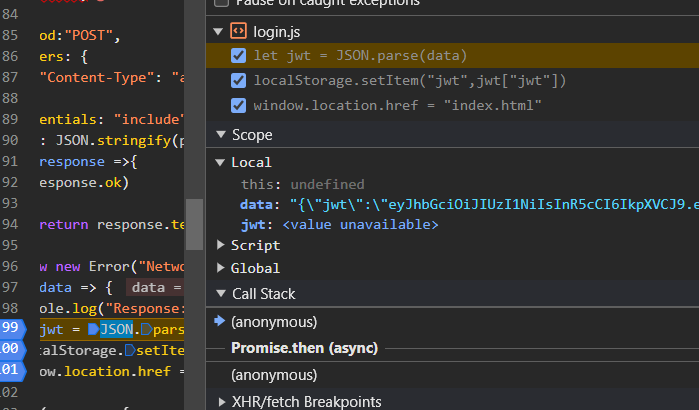 Pause on caught exceptions
84
85 od:"POST",
86 ers: {
87 "Content-Type": "a
88
89 entials: "include"
90 : JSON.stringify(p
91 response =>{
92 esponse.ok)
93
94 return response.te
95
96 w new Error("Netwo
97 data => { data =
98 ole.log("Response:
99 jwt = JSON.pars
100 calStorage.setIte
101 ow.location.href =
102
login.js
let jwt = JSON.parse(data)
localStorage.setItem("jwt",jwt["jwt"])
window.location.href = "index.html"
Scope
Local
this: undefined
data: "{\"jwt\":\"eyJhbGciOiJIUzI1NiIsInR5cCI6IkpXVCJ9.e
jwt: <value unavailable>
Script
Global
Call Stack
(anonymous)
Promise.then (async)
(anonymous)
XHR/fetch Breakpoints